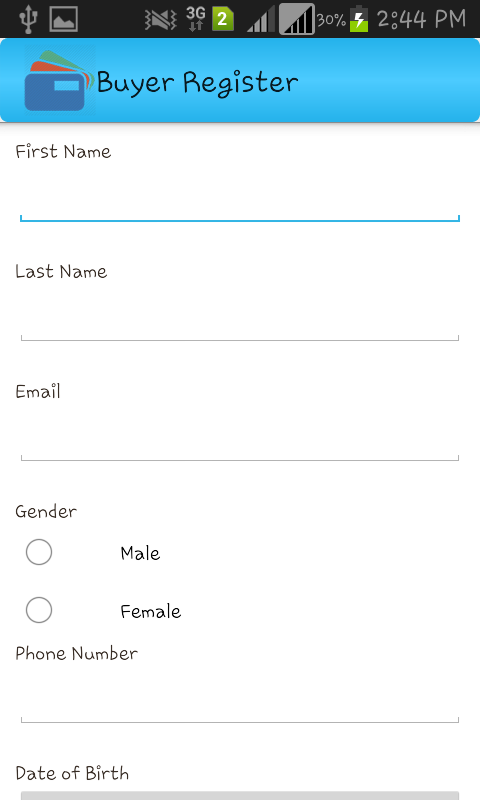 3G 2 30% 2:44 PM
Buyer Register
First Name
Last Name
Email
Gender
Male
Female
Phone Number
Date of Birth